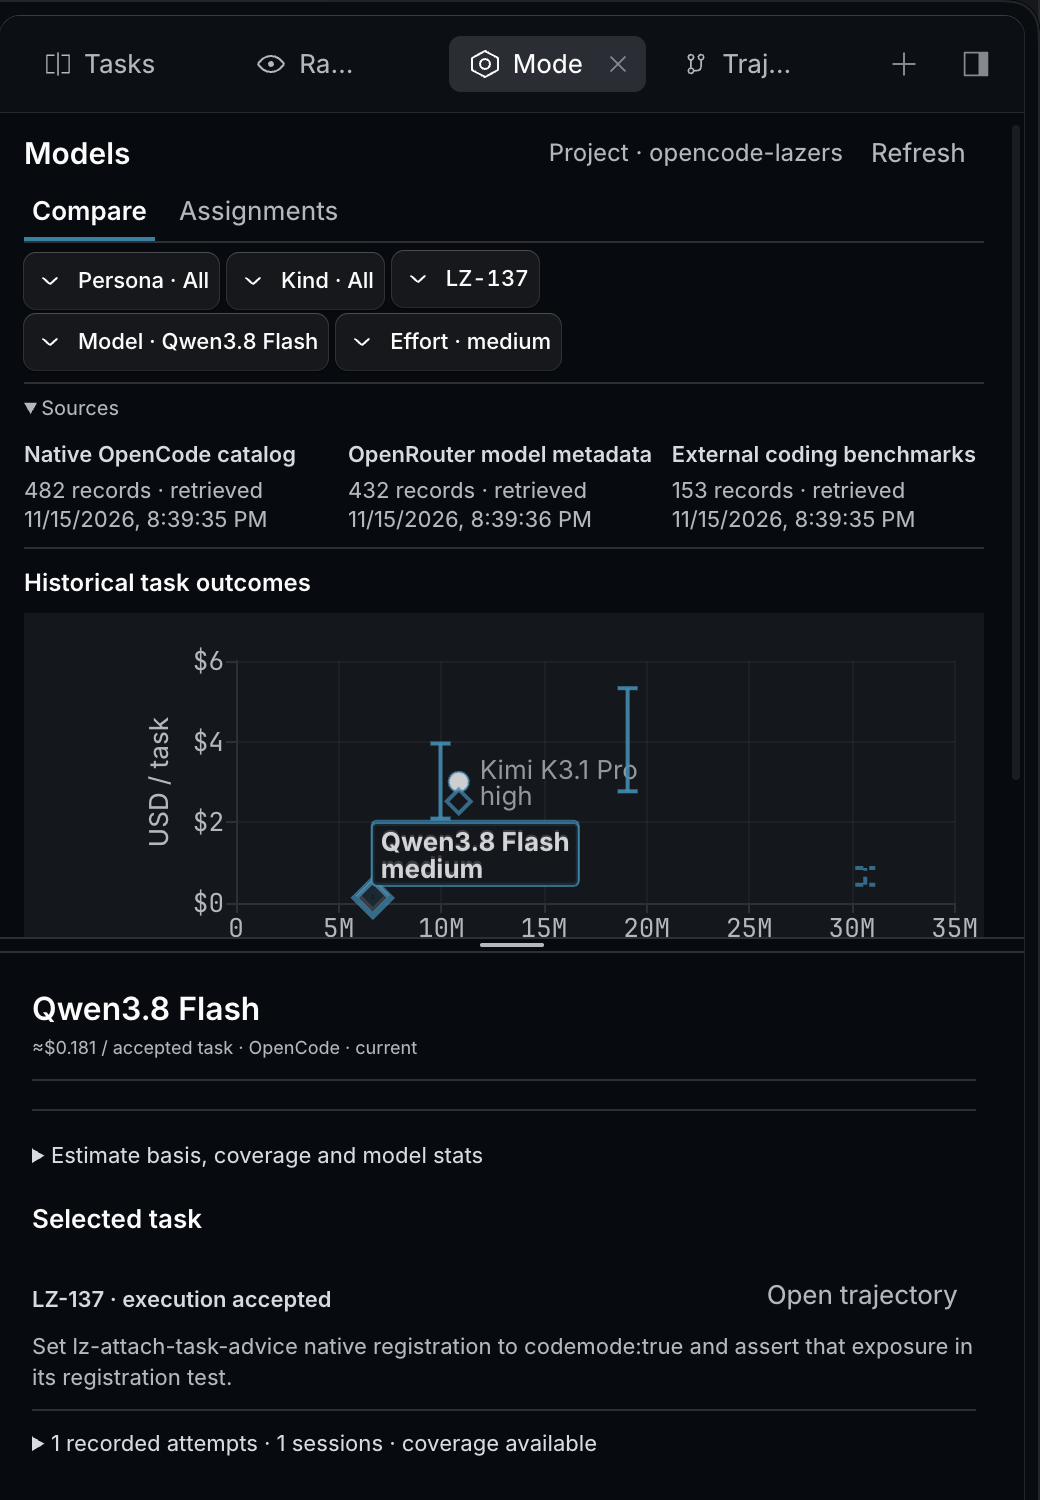 Tasks
Ra...
Mode
Traj...
Models
Project · opencode-lazers
Refresh
Compare
Assignments
Persona · All
Kind · All
LZ-137
Model · Qwen3.8 Flash
Effort · medium
Sources
Native OpenCode catalog
482 records · retrieved
11/15/2026, 8:39:35 PM
OpenRouter model metadata
432 records · retrieved
11/15/2026, 8:39:36 PM
External coding benchmarks
153 records · retrieved
11/15/2026, 8:39:35 PM
Historical task outcomes
USD / task
$6
$4
$2
$0
Kimi K3.1 Pro
high
Qwen3.8 Flash
medium
0
5M
10M
15M
20M
25M
30M
35M
Qwen3.8 Flash
≈$0.181 / accepted task · OpenCode · current
Estimate basis, coverage and model stats
Selected task
LZ-137 · execution accepted
Open trajectory
Set lz-attach-task-advice native registration to codemode:true and assert that exposure in
its registration test.
1 recorded attempts · 1 sessions · coverage available